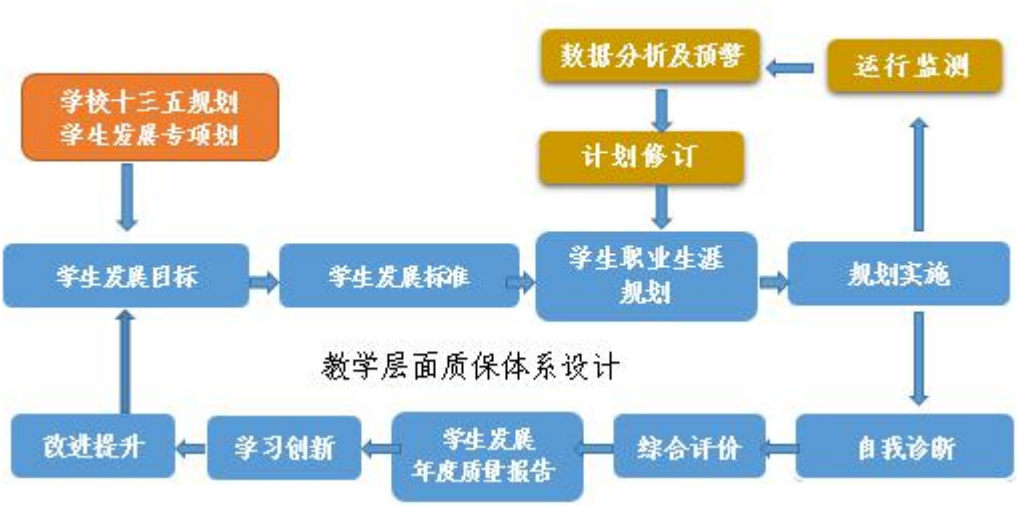 数据分析及预警
运行监测
学校十三五规划
学生发展专项划
计划修订
学生发展目标
学生发展标准
学生职业生涯
规划
规划实施
教学层面质保体系设计
改进提升
学习创新
学生发展
年度质量报告
综合评价
自我诊断